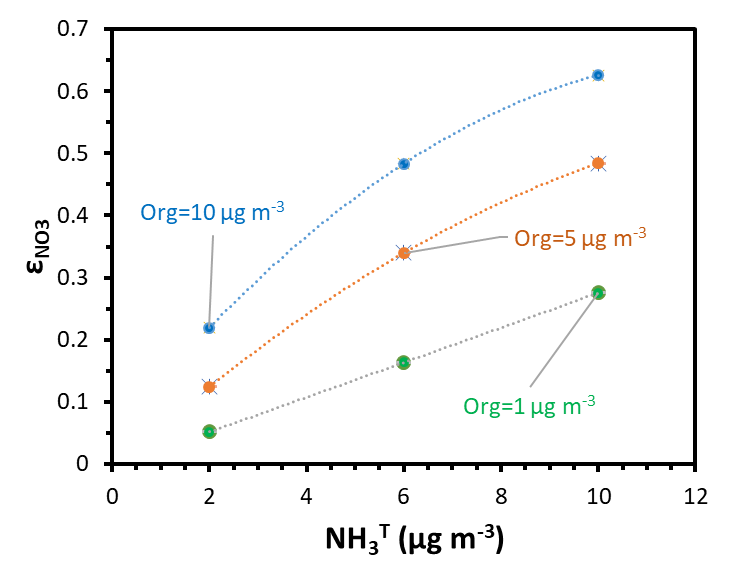 0.7
0.6
0.5
0.4
0.3
0.2
0.1
0
εNO3
Org=10 µg m-3
Org=5 µg m-3
Org=1 µg m-3
0 2 4 6 8 10 12
NH3T (µg m-3)